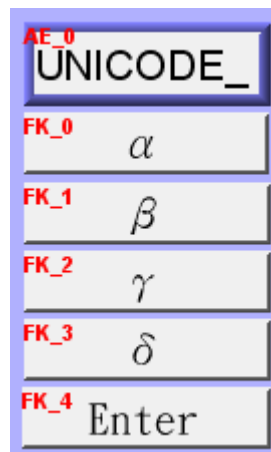 AE_0
UNICODE_
FK_0
α
FK_1
β
FK_2
γ
FK_3
δ
FK_4
Enter